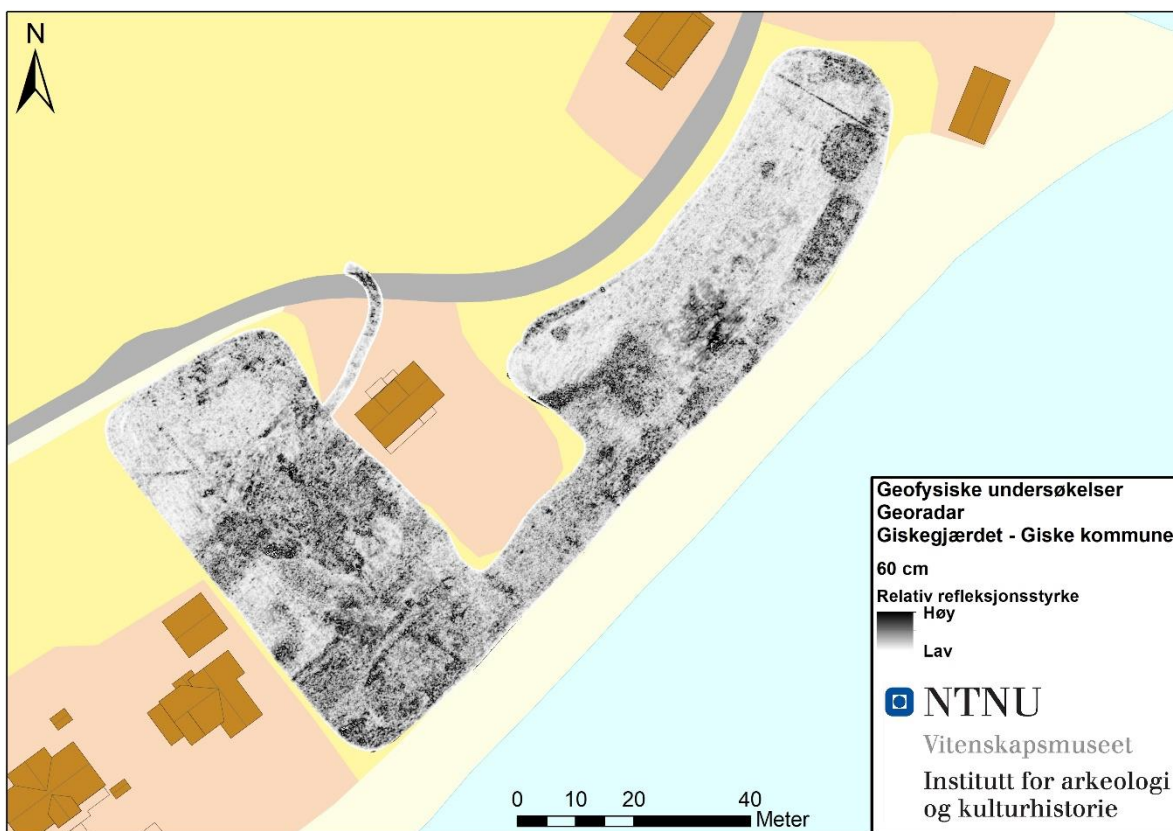 N
Geofysiske undersøkelser
Georadar
Giskegjærdet - Giske kommune
60 cm
Relativ refleksjonsstyrke
Høy
Lav
NTNU
Vitenskapsmuseet
Institutt for arkeologi
og kulturhistorie
0 10 20 40
Meter